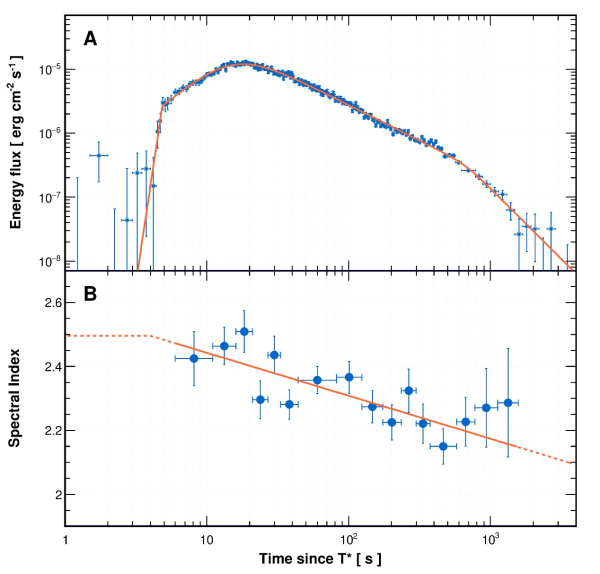 A
Energy flux [ erg cm⁻² s⁻¹ ]
10⁻⁵
10⁻⁶
10⁻⁷
10⁻⁸
B
Spectral Index
2.6
2.4
2.2
2
1
10
10²
10³
Time since T* [ s ]